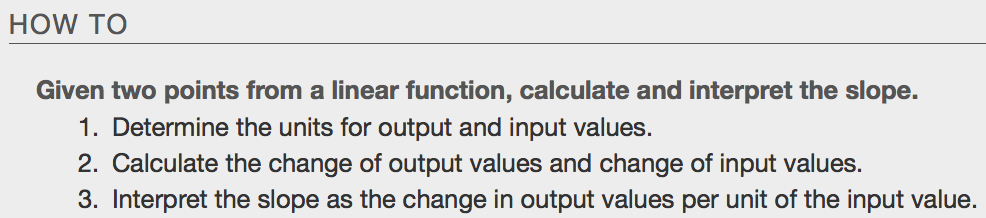 HOW TO
Given two points from a linear function, calculate and interpret the slope.
1. Determine the units for output and input values.
2. Calculate the change of output values and change of input values.
3. Interpret the slope as the change in output values per unit of the input value.